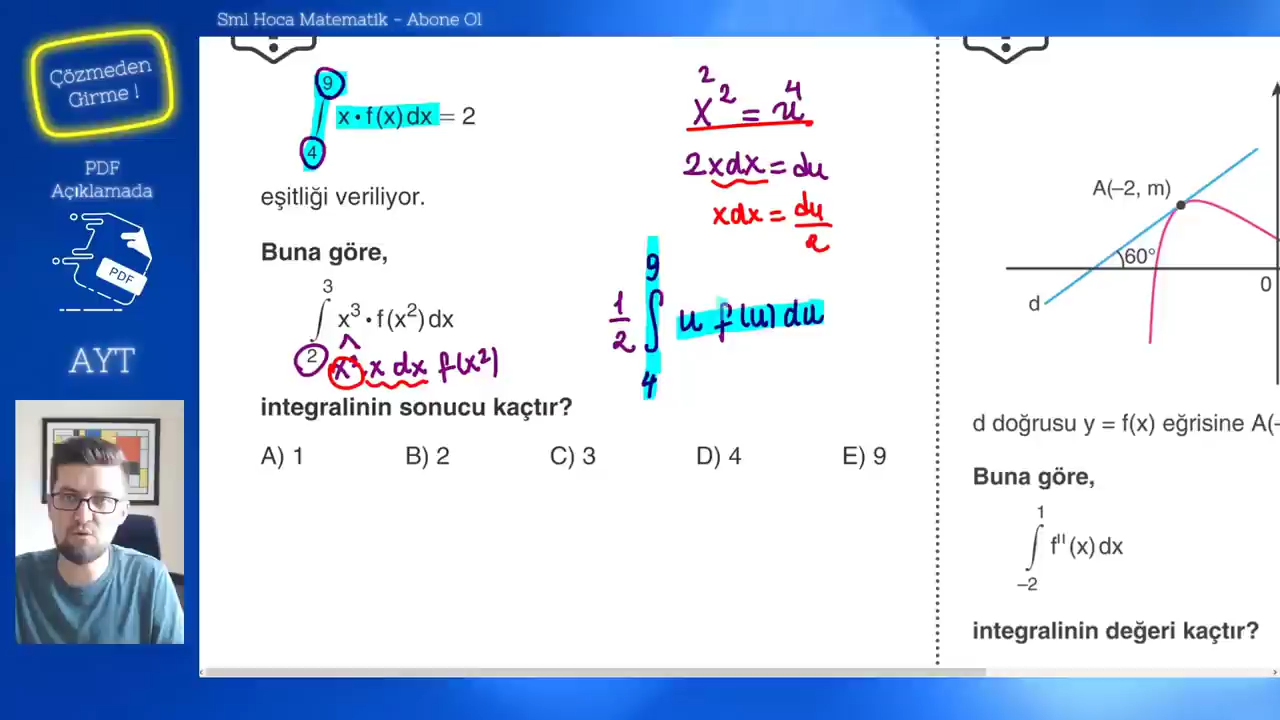 Sml Hoca Matematik - Abone Ol
Çözmeden
Girme !
PDF
Açıklamada
PDF
AYT
9
∫ x • f(x) dx = 2
4
eşitliği veriliyor.
Buna göre,
3
∫ x³ • f(x²) dx
2
x² x dx f(x²)
integralinin sonucu kaçtır?
A) 1 B) 2 C) 3 D) 4 E) 9
2 4
x² = u
2xdx = du
xdx = du/2
9
1/2 ∫ u f(u) du
4
A(–2, m)
60°
0
d
d doğrusu y = f(x) eğrisine A(-
Buna göre,
1
∫ f''(x) dx
–2
integralinin değeri kaçtır?